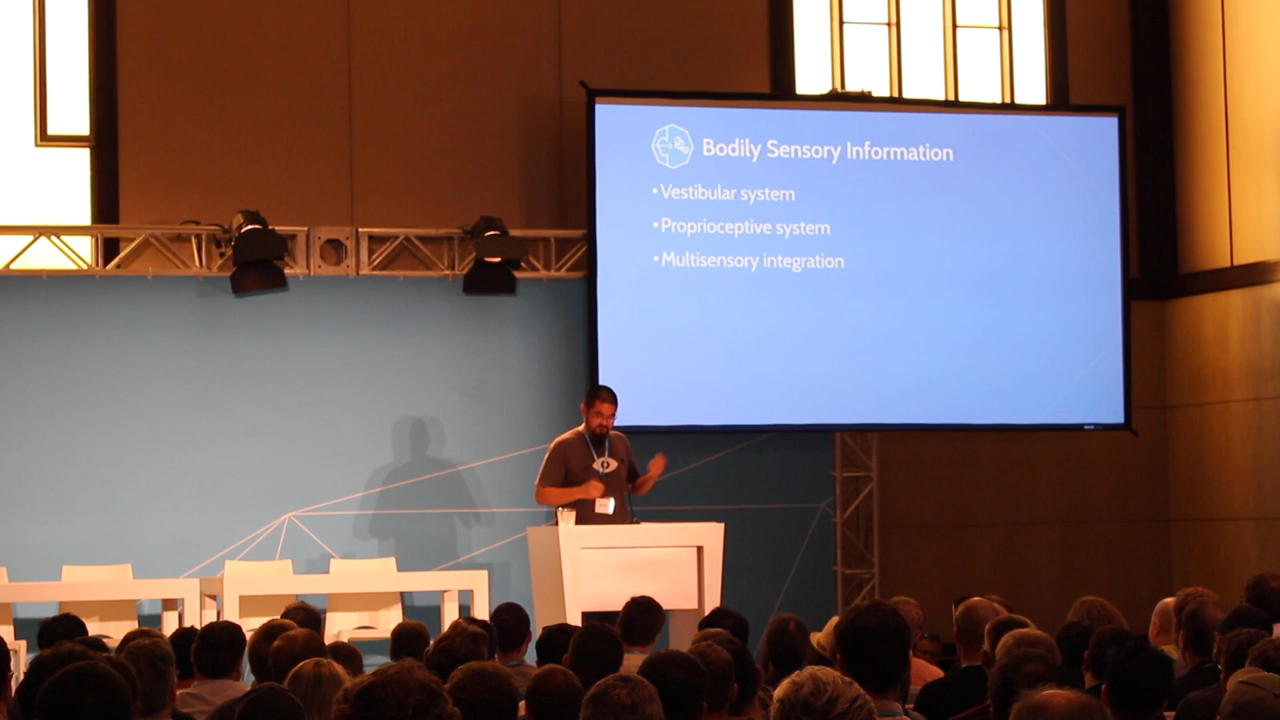 Bodily Sensory Information
•Vestibular system
•Proprioceptive system
•Multisensory integration